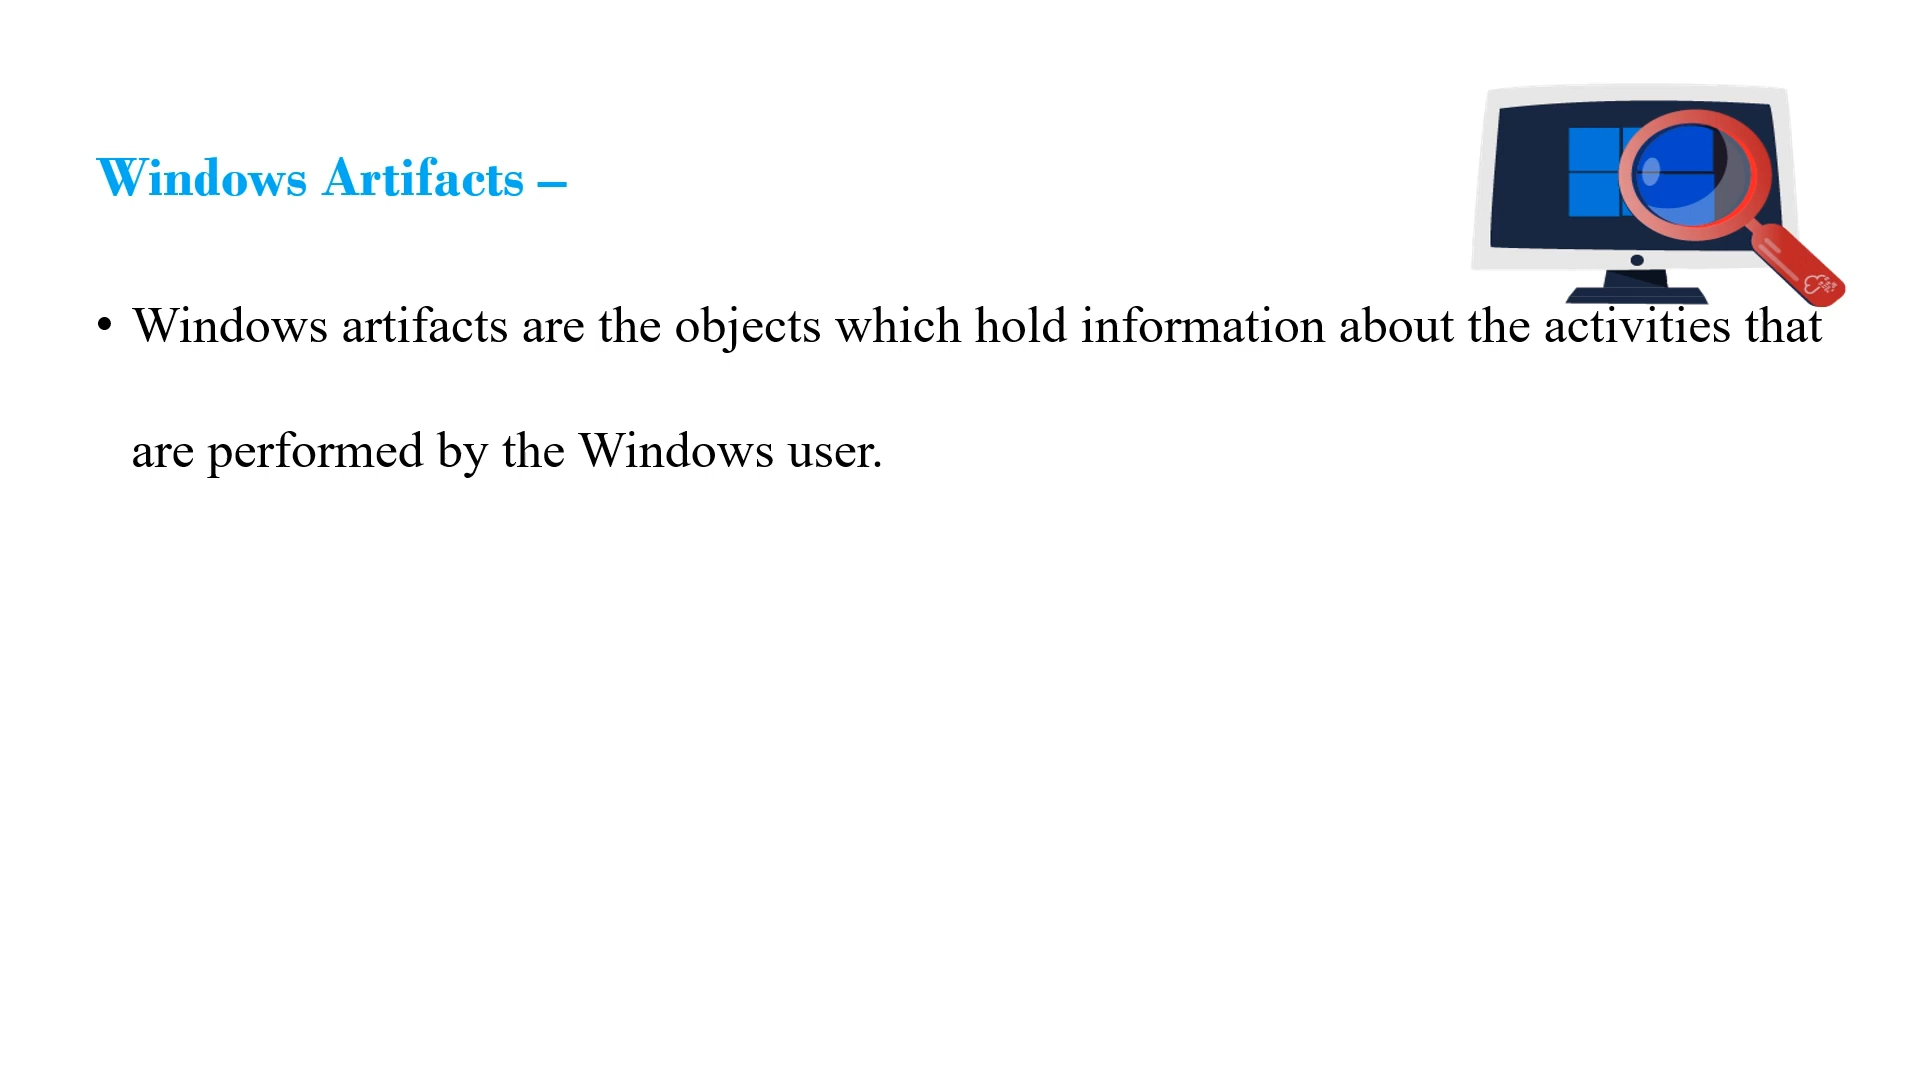 Windows Artifacts –
• Windows artifacts are the objects which hold information about the activities that
are performed by the Windows user.